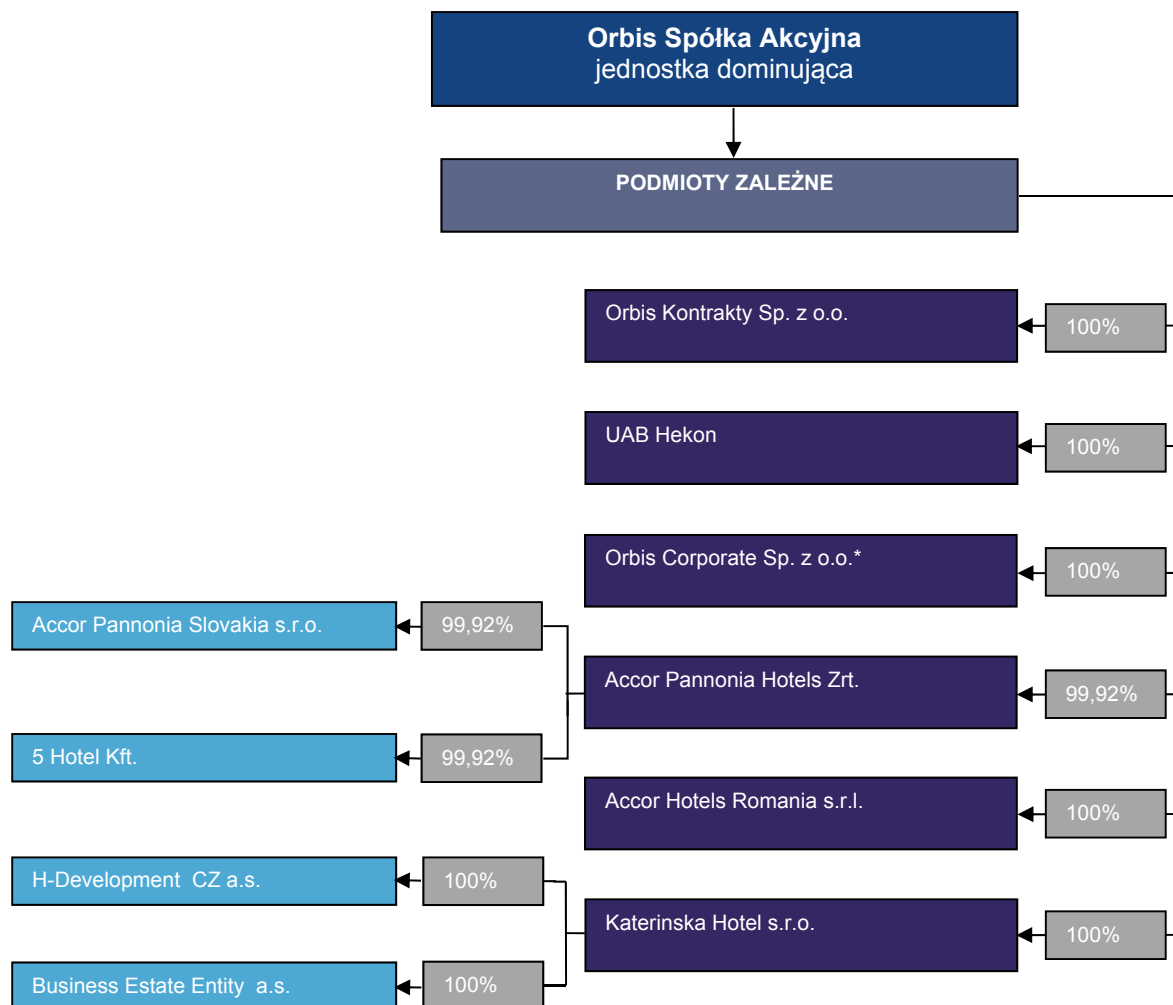 Orbis Spółka Akcyjna
jednostka dominująca
PODMIOTY ZALEŻNE
Orbis Kontrakty Sp. z o.o.
100%
UAB Hekon
100%
Orbis Corporate Sp. z o.o.*
100%
Accor Pannonia Slovakia s.r.o.
99,92%
Accor Pannonia Hotels Zrt.
99,92%
5 Hotel Kft.
99,92%
Accor Hotels Romania s.r.l.
100%
H-Development  CZ a.s.
100%
Katerinska Hotel s.r.o.
100%
Business Estate Entity  a.s.
100%